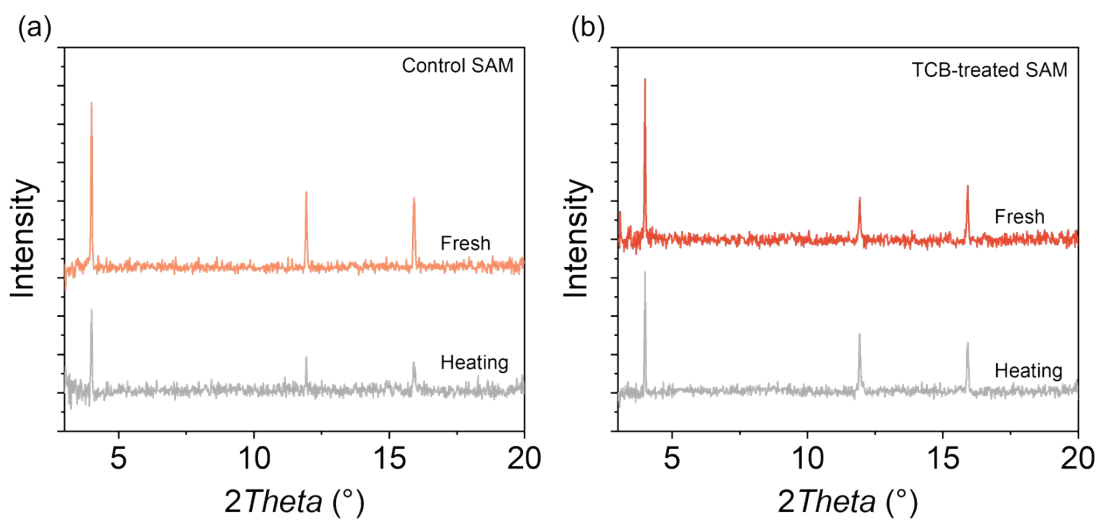 (a)
Control SAM
Fresh
Heating
Intensity
5 10 15 20
2Theta (°)
(b)
TCB-treated SAM
Fresh
Heating
Intensity
5 10 15 20
2Theta (°)